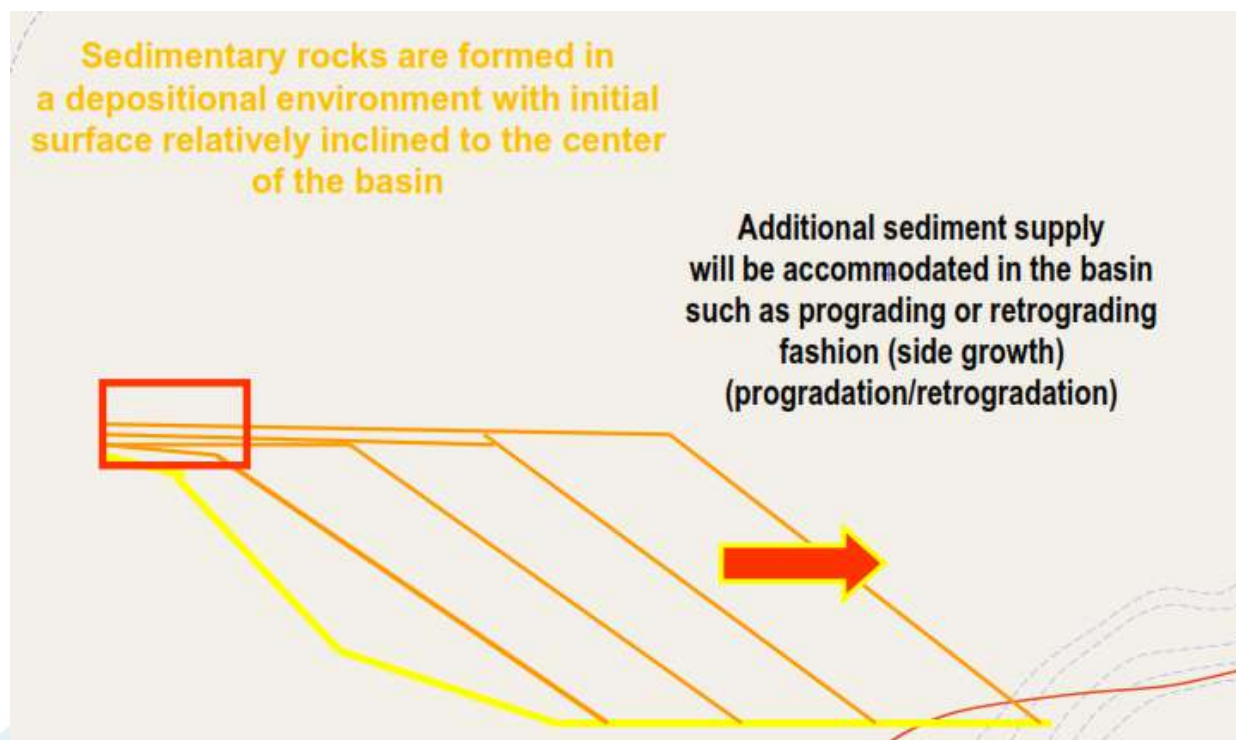 Sedimentary rocks are formed in
a depositional environment with initial
surface relatively inclined to the center
of the basin
Additional sediment supply
will be accommodated in the basin
such as prograding or retrograding
fashion (side growth)
(progradation/retrogradation)